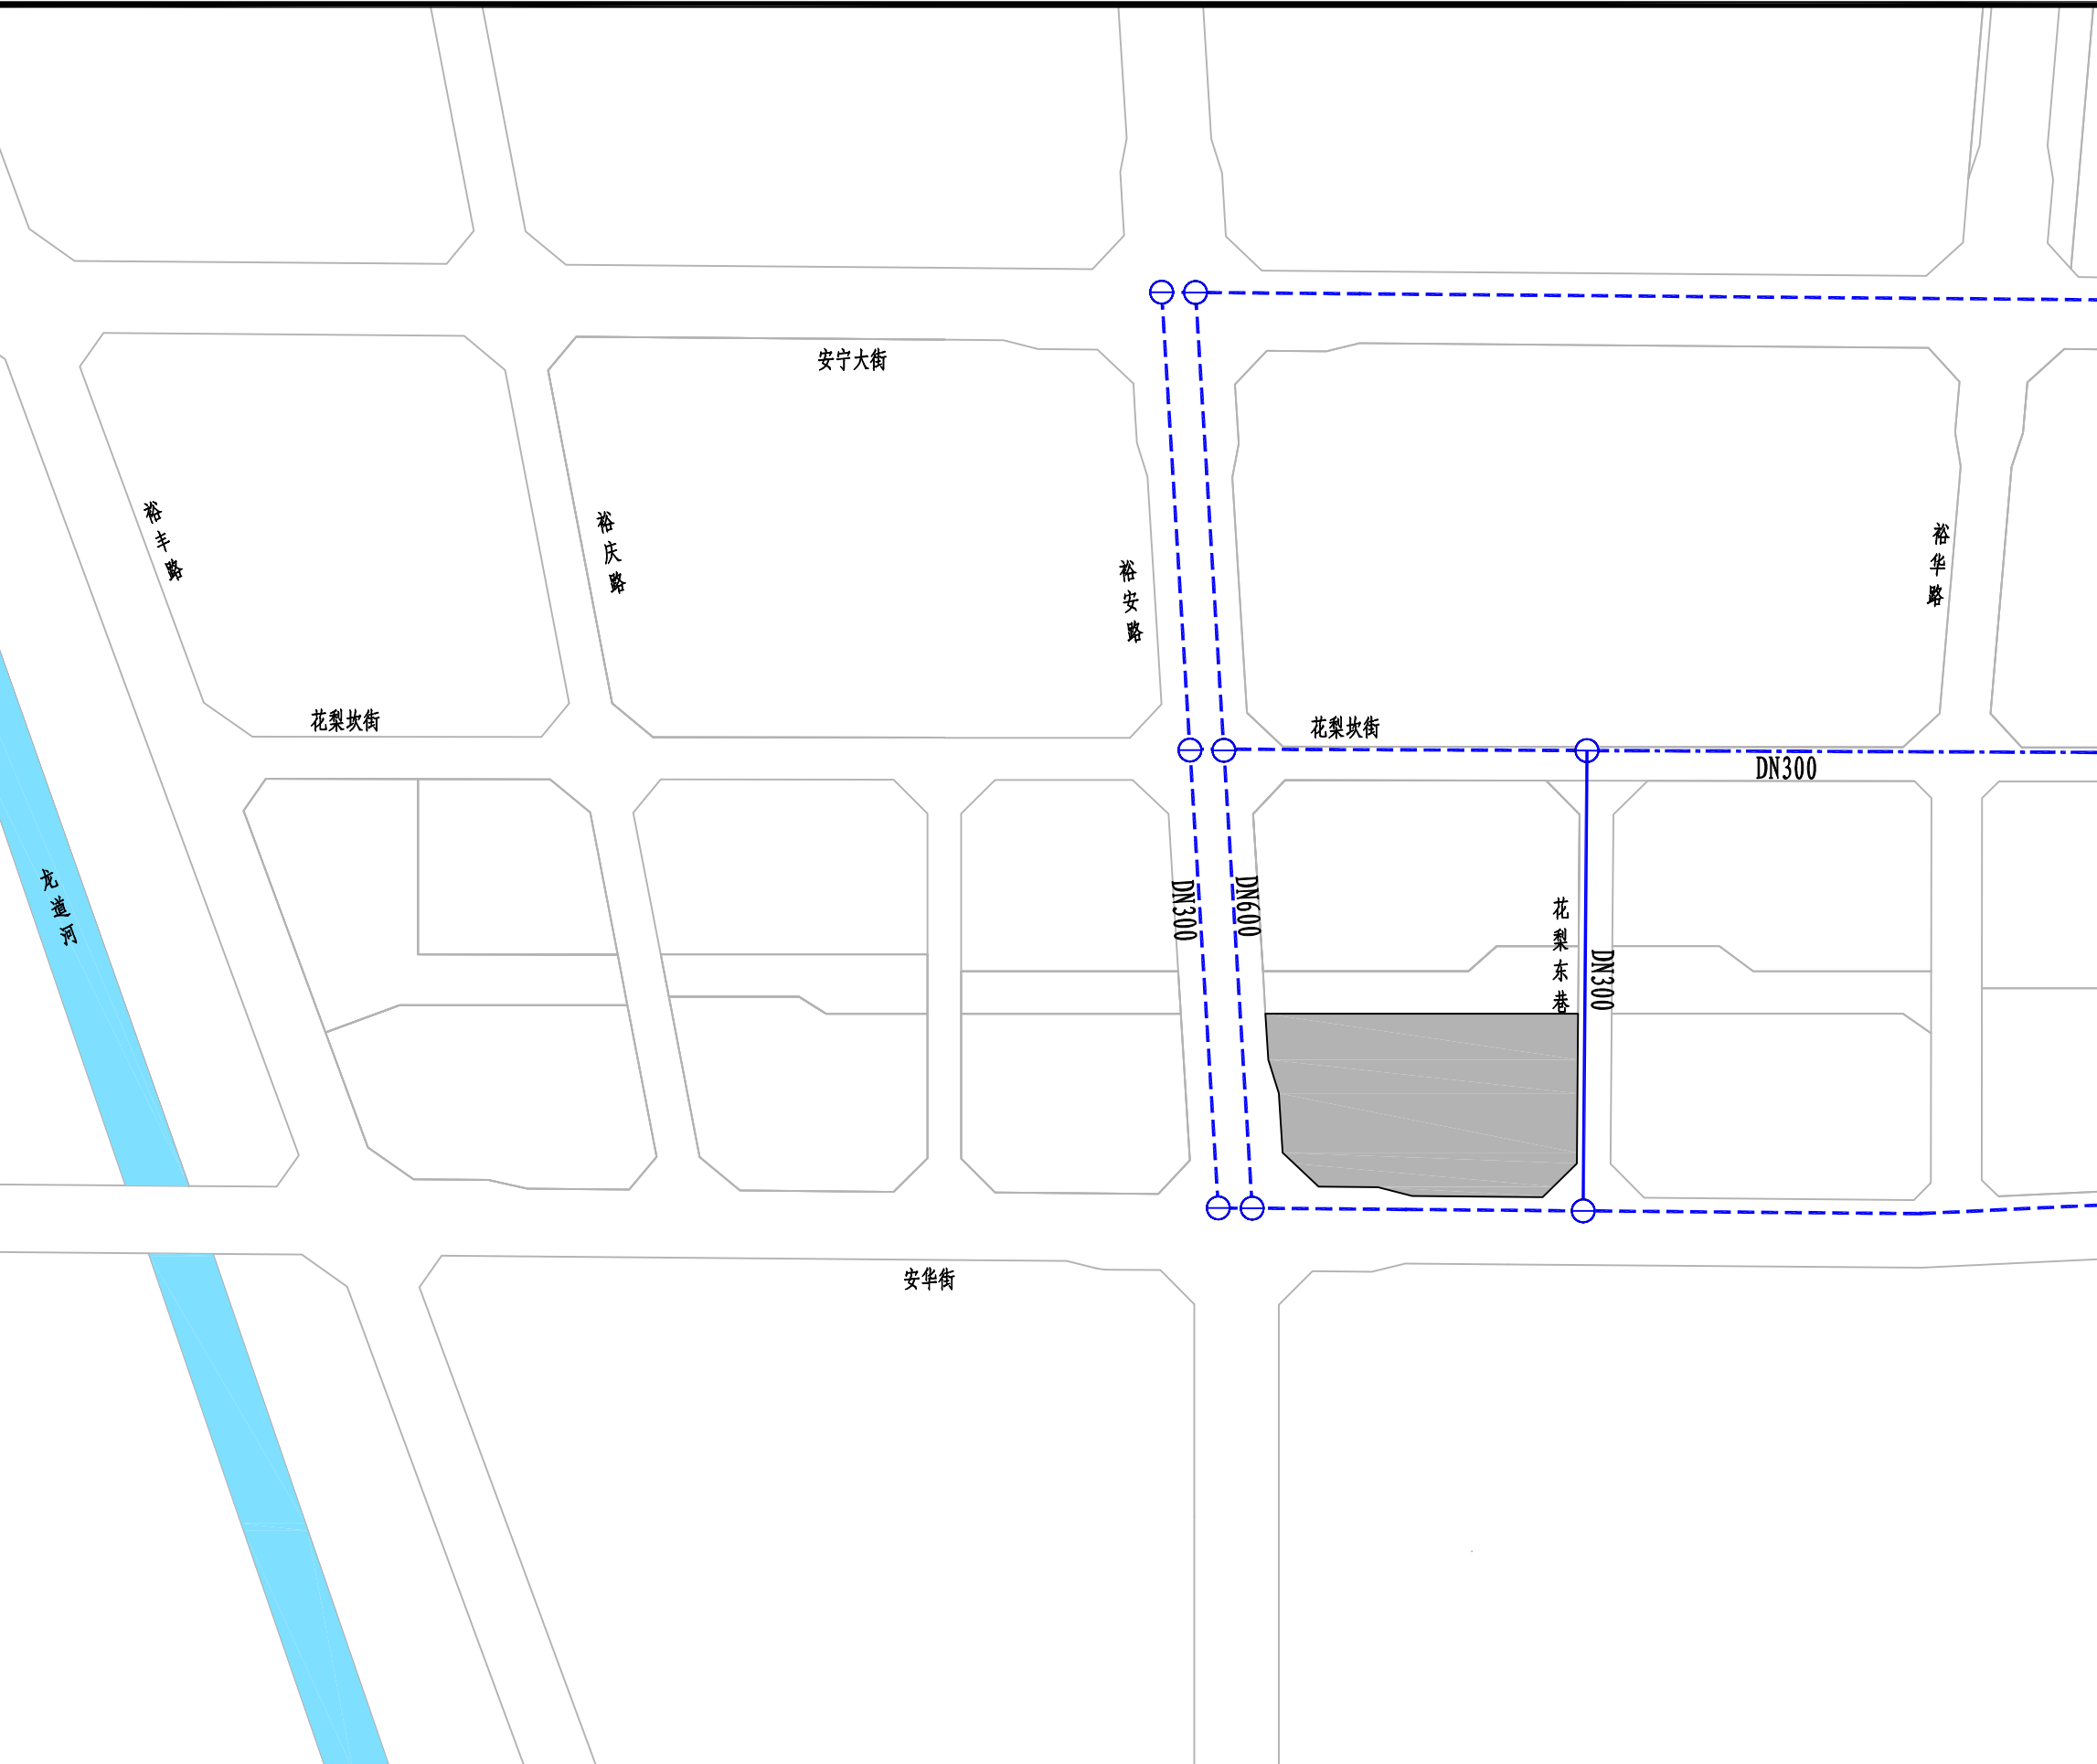 安宁大街
裕丰路
裕庆路
裕安路
裕华路
花梨坎街
花梨坎街
DN300
龙道河
DN300
DN600
花梨东巷
DN300
安华街